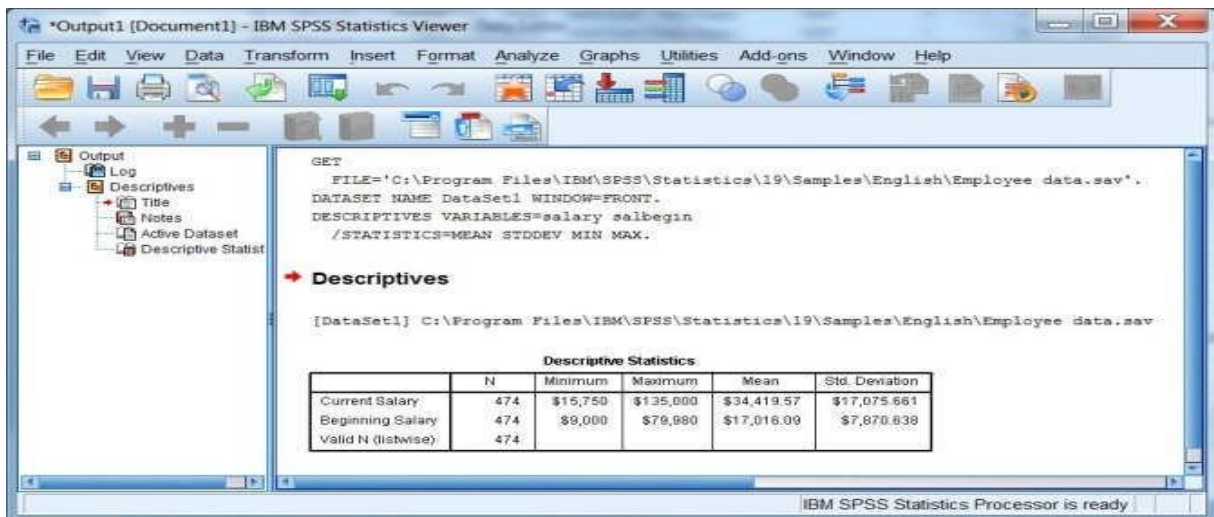 *Output1 [Document1] - IBM SPSS Statistics Viewer
File Edit View Data Transform Insert Format Analyze Graphs Utilities Add-ons Window Help
Output
Log
Descriptives
Title
Notes
Active Dataset
Descriptive Statist
GET
FILE='C:\Program Files\IBM\SPSS\Statistics\19\Samples\English\Employee data.sav'.
DATASET NAME DataSet1 WINDOW=FRONT.
DESCRIPTIVES VARIABLES=salary salbegin
/STATISTICS=MEAN STDDEV MIN MAX.
Descriptives
[DataSet1] C:\Program Files\IBM\SPSS\Statistics\19\Samples\English\Employee data.sav
Descriptive Statistics
N Minimum Maximum Mean Std. Deviation
Current Salary 474 $15,750 $135,000 $34,419.57 $17,075.661
Beginning Salary 474 $9,000 $79,980 $17,016.09 $7,870.638
Valid N (listwise) 474
IBM SPSS Statistics Processor is ready